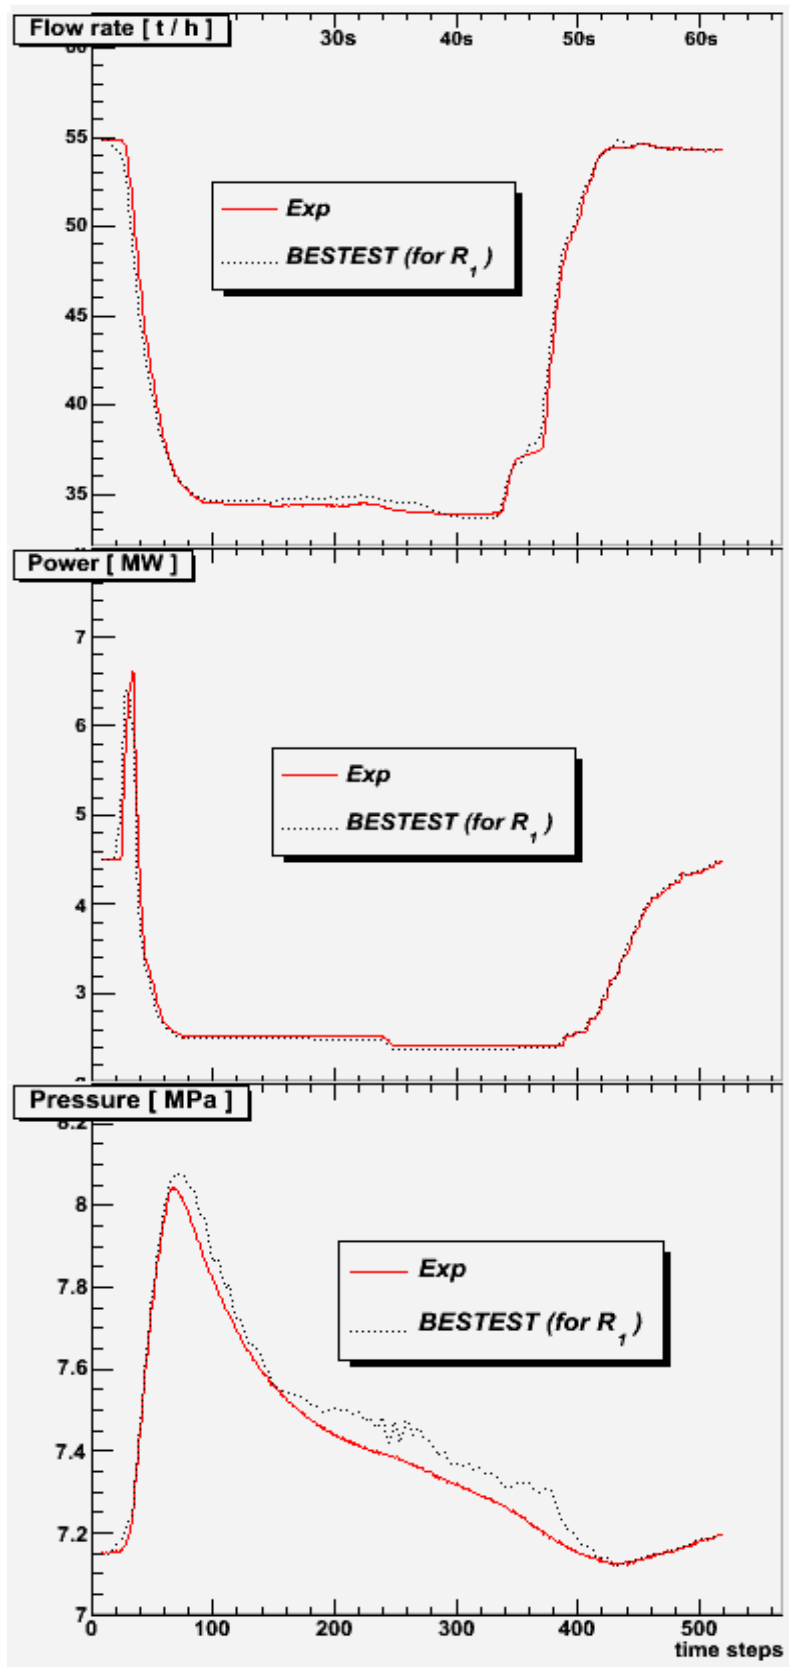 Flow rate [ t / h ]
30s 40s 50s 60s
55
Exp
50
BESTEST (for R1)
45
40
35
Power [ MW ]
7
6
Exp
5
BESTEST (for R1)
4
3
Pressure [ MPa ]
8.2
8
Exp
7.8
BESTEST (for R1)
7.6
7.4
7.2
7
0 100 200 300 400 500
time steps